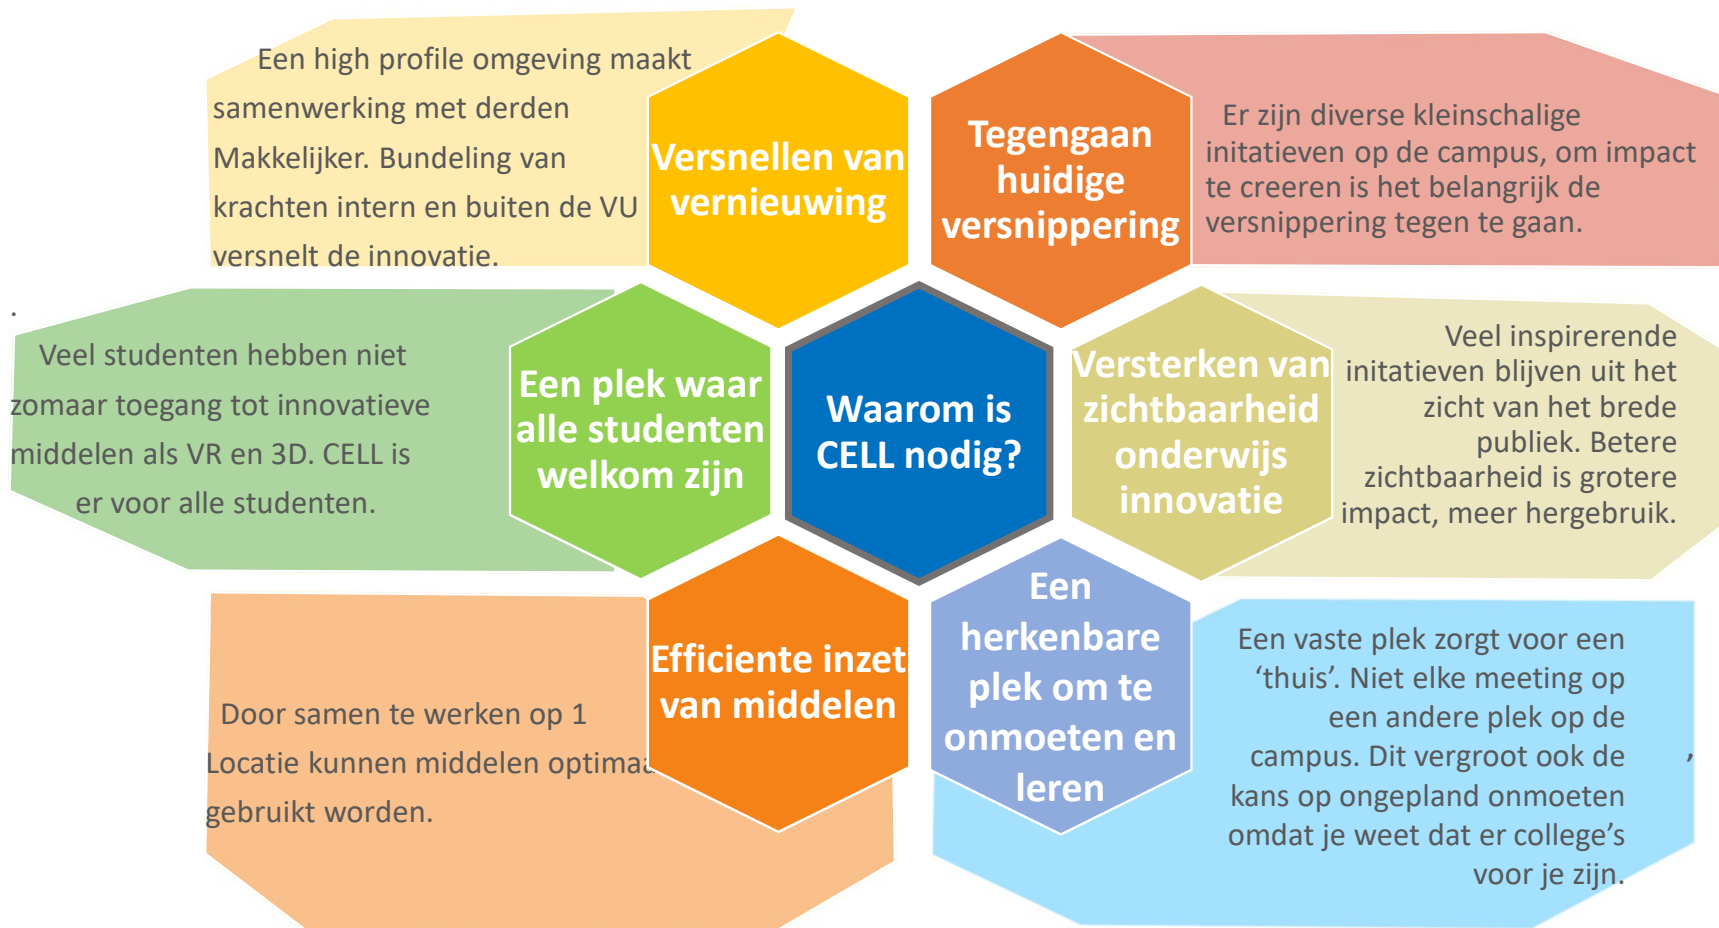 Een high profile omgeving maakt
samenwerking met derden
Makkelijker. Bundeling van
krachten intern en buiten de VU
versnelt de innovatie.
Versnellen van
vernieuwing
Tegengaan
huidige
versnippering
Er zijn diverse kleinschalige
initatieven op de campus, om impact
te creeren is het belangrijk de
versnippering tegen te gaan.
.
Veel studenten hebben niet
zomaar toegang tot innovatieve
middelen als VR en 3D. CELL is
er voor alle studenten.
Een plek waar
alle studenten
welkom zijn
Waarom is
CELL nodig?
Versterken van
zichtbaarheid
onderwijs
innovatie
Veel inspirerende
initatieven blijven uit het
zicht van het brede
publiek. Betere
zichtbaarheid is grotere
impact, meer hergebruik.
Door samen te werken op 1
Locatie kunnen middelen optimaa
gebruikt worden.
Efficiente inzet
van middelen
Een
herkenbare
plek om te
onmoeten en
leren
Een vaste plek zorgt voor een
‘thuis’. Niet elke meeting op
een andere plek op de
campus. Dit vergroot ook de
kans op ongepland onmoeten
omdat je weet dat er college’s
voor je zijn.
,